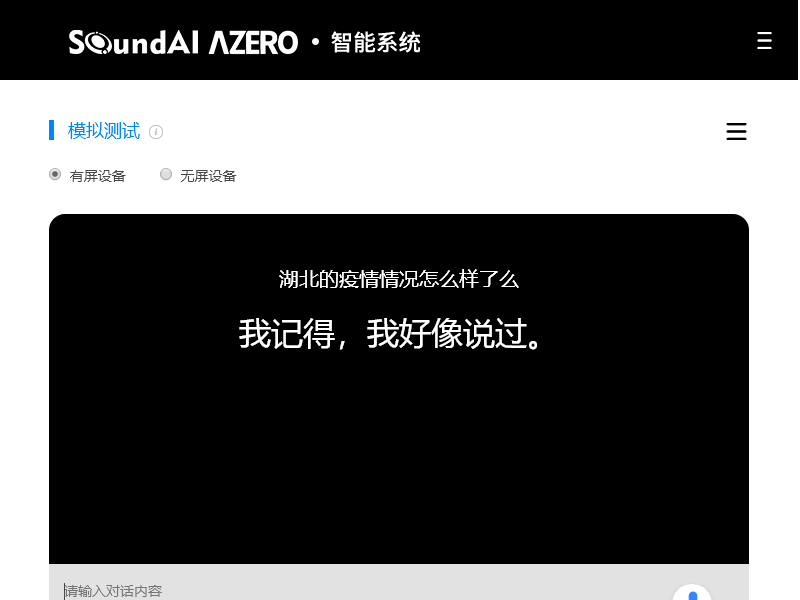 SoundAI AZERO · 智能系统
模拟测试
有屏设备 无屏设备
湖北的疫情情况怎么样了么
我记得，我好像说过。
请输入对话内容